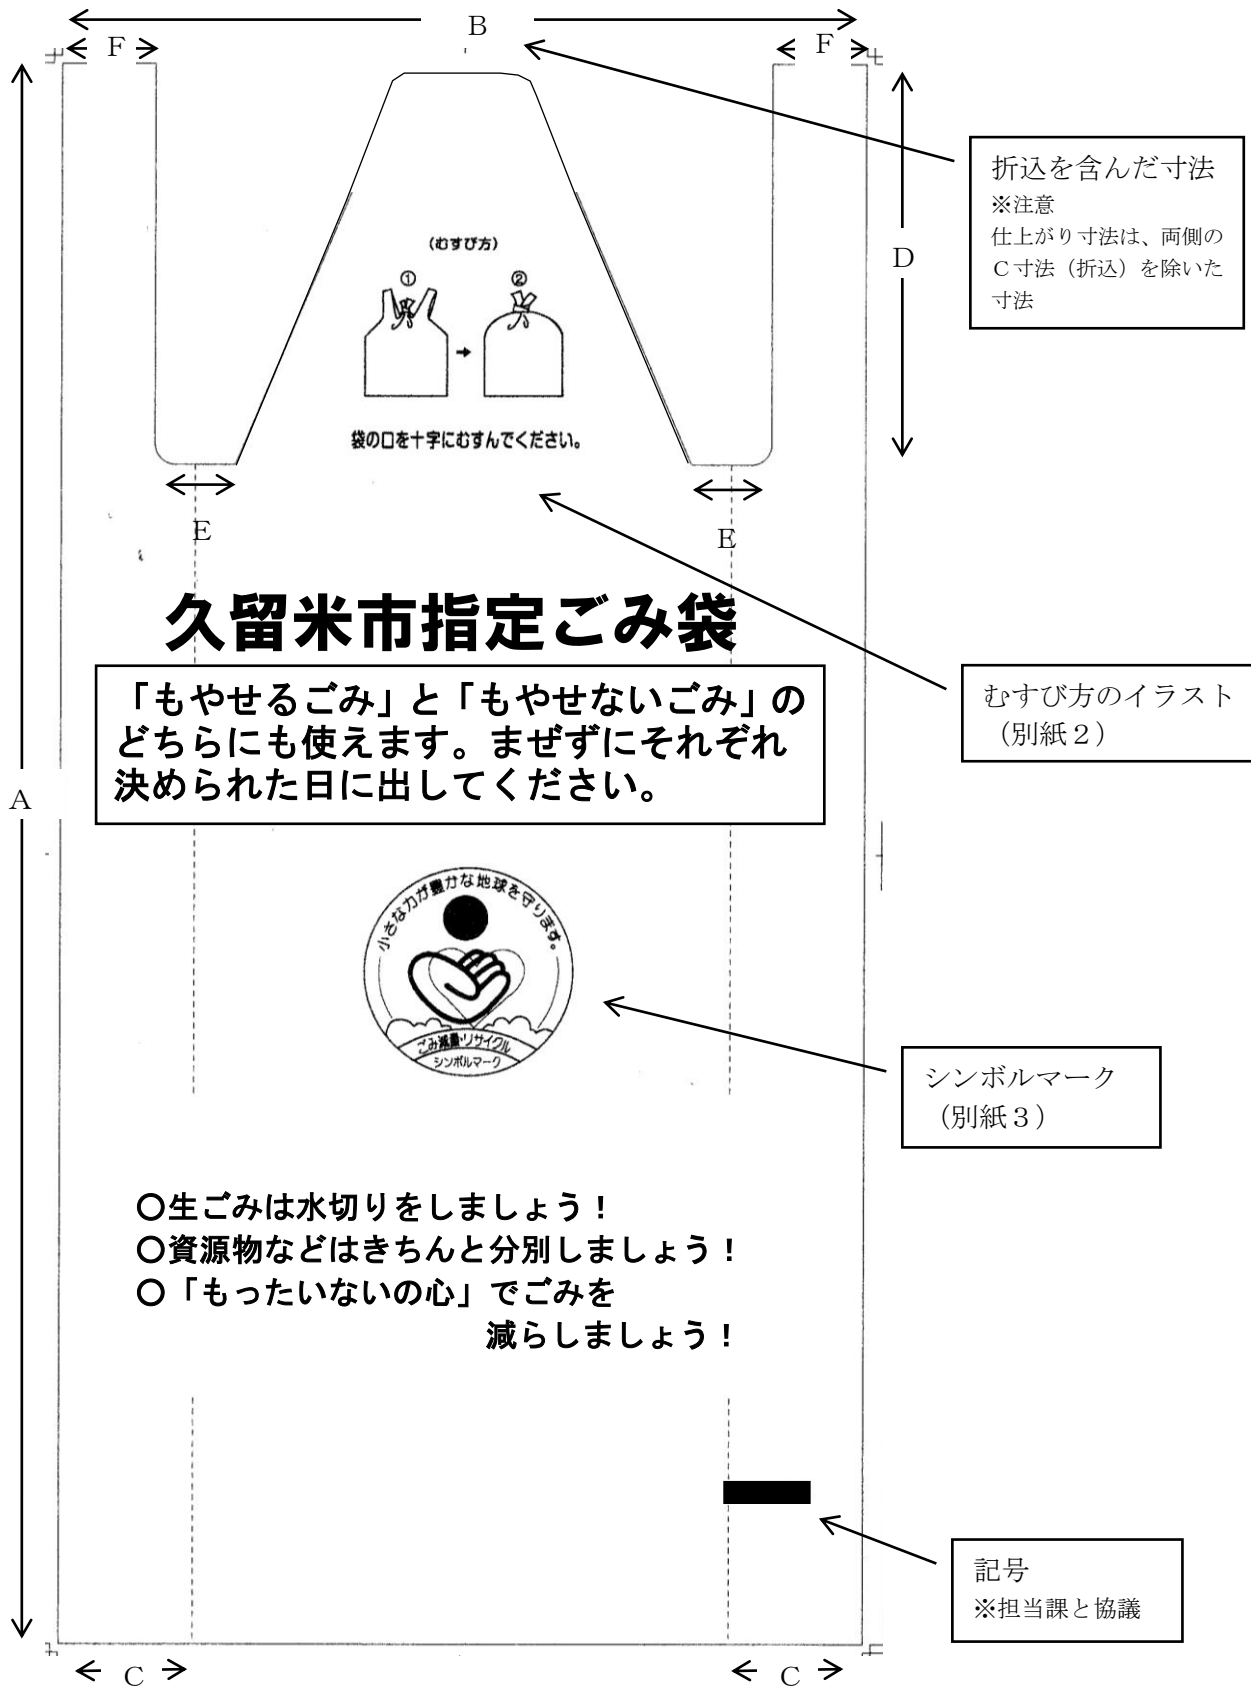 B
F
F
折込を含んだ寸法
※注意
仕上がり寸法は、両側の
C寸法(折込)を除いた
寸法
D
(むすび方)
① ②
袋の口を十字にむすんでください。
E
E
久留米市指定ごみ袋
むすび方のイラスト
(別紙2)
「もやせるごみ」と「もやせないごみ」の
どちらにも使えます。まぜずにそれぞれ
決められた日に出してください。
A
小さな力が豊かな地球を守ります。
ごみ減量・リサイクル
シンボルマーク
シンボルマーク
(別紙3)
○生ごみは水切りをしましょう!
○資源物などはきちんと分別しましょう!
○「もったいないの心」でごみを
減らしましょう!
記号
※担当課と協議
C
C